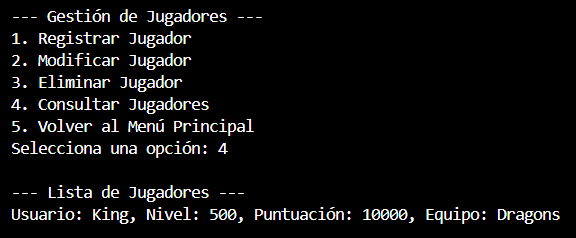 --- Gestión de Jugadores ---
1. Registrar Jugador
2. Modificar Jugador
3. Eliminar Jugador
4. Consultar Jugadores
5. Volver al Menú Principal
Selecciona una opción: 4
--- Lista de Jugadores ---
Usuario: King, Nivel: 500, Puntuación: 10000, Equipo: Dragons